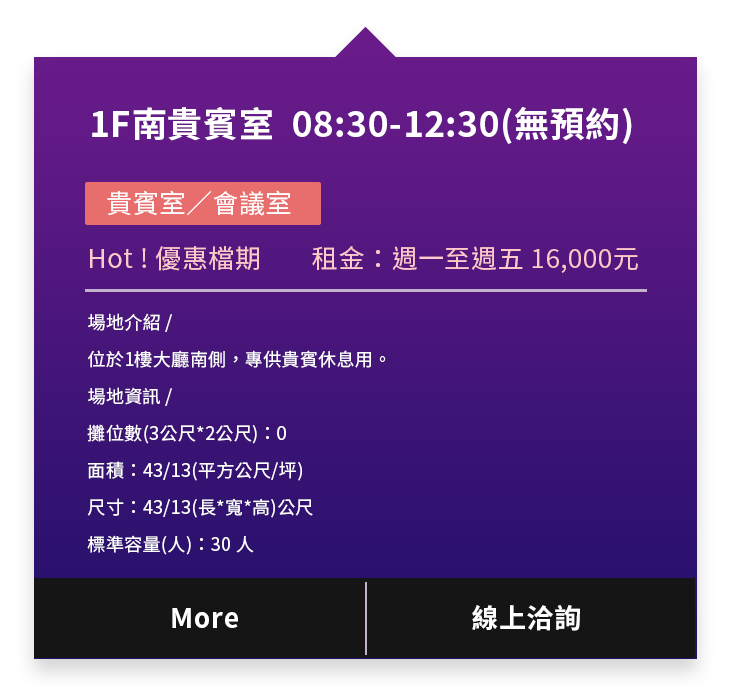 1F南貴賓室 08:30-12:30(無預約)
貴賓室／會議室
Hot ! 優惠檔期 租金：週一至週五 16,000元
場地介紹 /
位於1樓大廳南側，專供貴賓休息用。
場地資訊 /
攤位數(3公尺*2公尺)：0
面積：43/13(平方公尺/坪)
尺寸：43/13(長*寬*高)公尺
標準容量(人)：30 人
More 線上洽詢